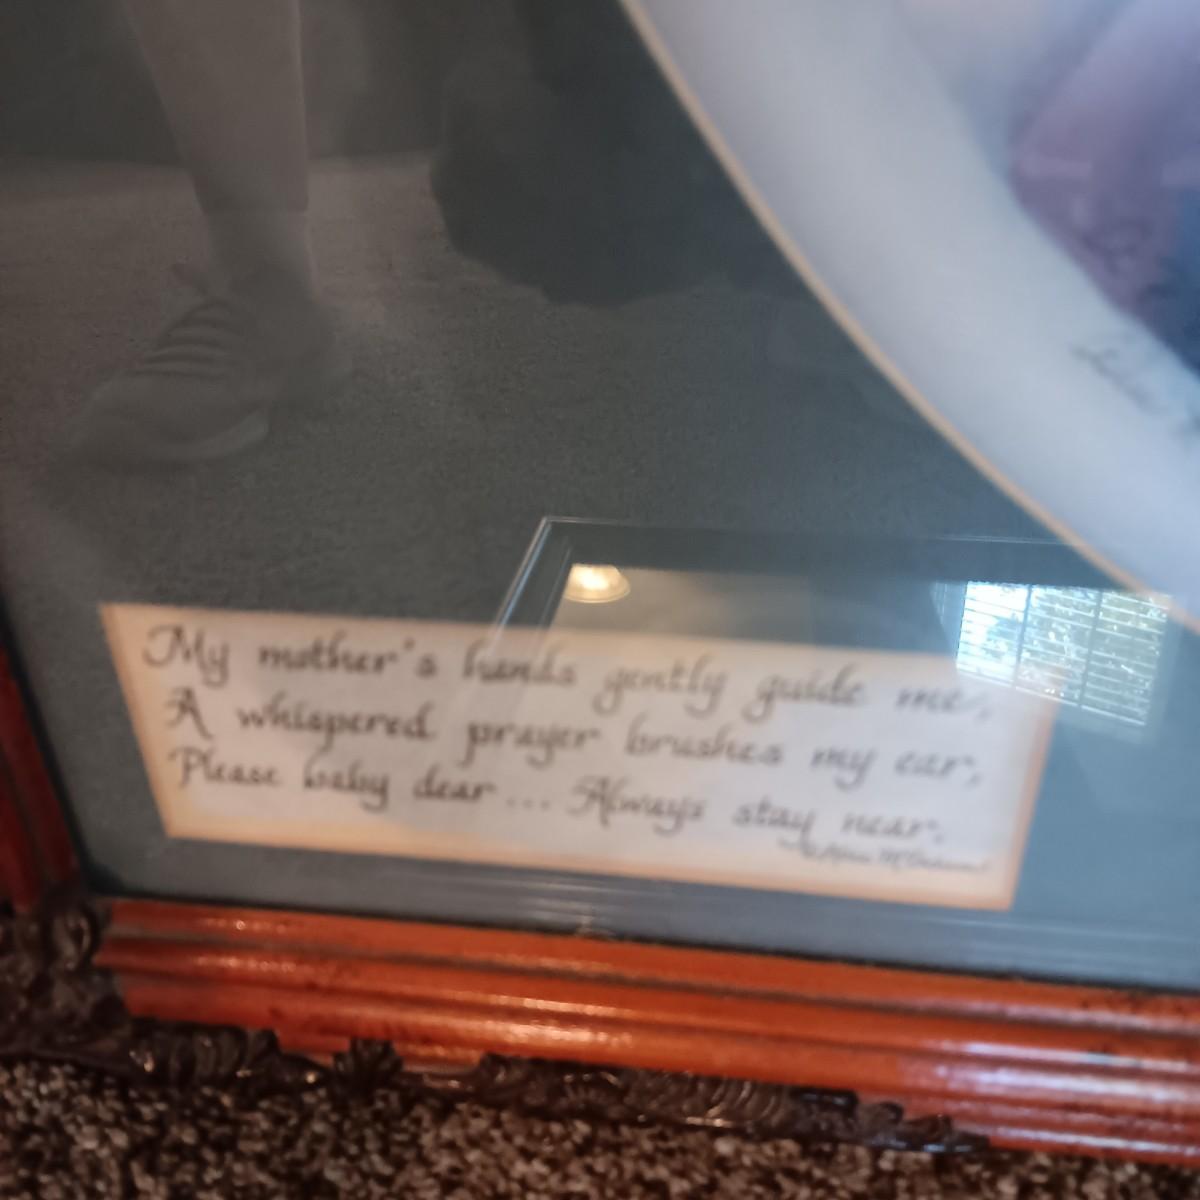 My mother's hands gently guide me,
A whispered prayer brushes my ear,
Please baby dear... Always stay near.